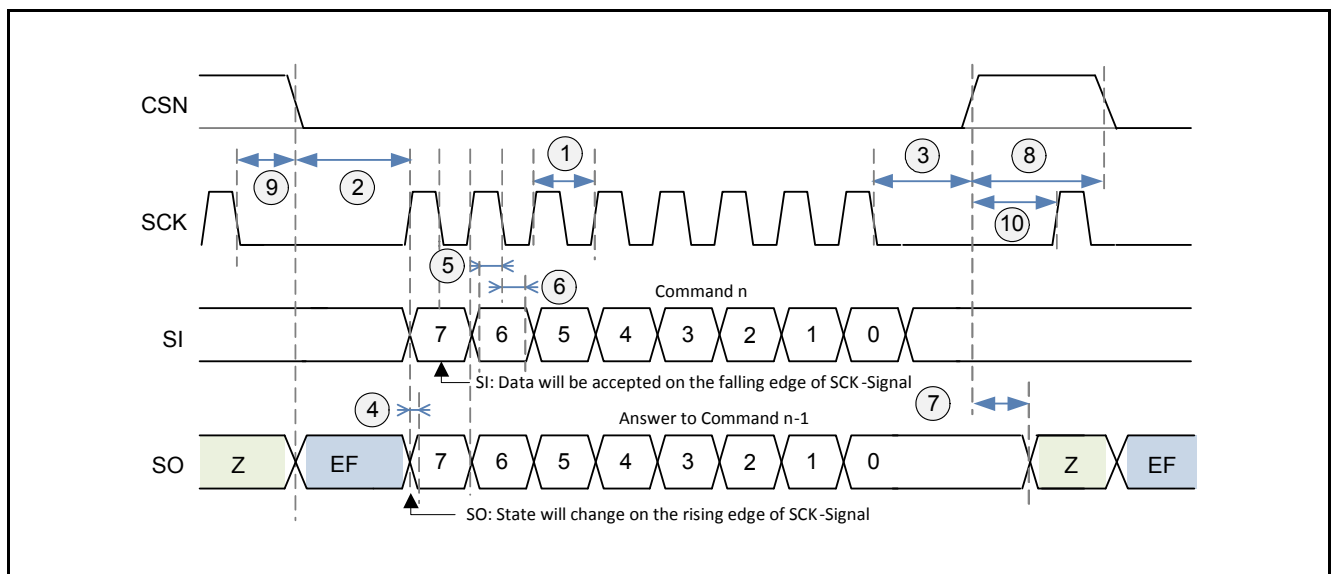 CSN
9
2
1
3
8
10
SCK
5
6
Command n
SI
7 6 5 4 3 2 1 0
SI: Data will be accepted on the falling edge of SCK-Signal
4
7
Answer to Command n-1
SO
Z EF 7 6 5 4 3 2 1 0 Z EF
SO: State will change on the rising edge of SCK-Signal